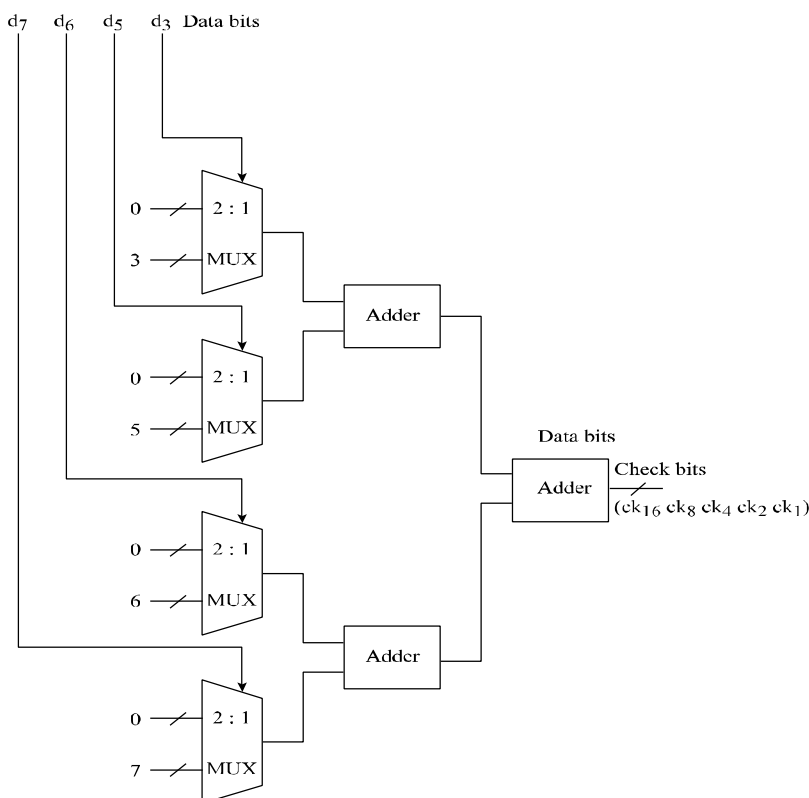 d7 d6 d5 d3 Data bits
0 2 : 1
3 MUX
Adder
0 2 : 1
5 MUX
Data bits
Adder Check bits
(ck16 ck8 ck4 ck2 ck1)
0 2 : 1
6 MUX
Adder
0 2 : 1
7 MUX